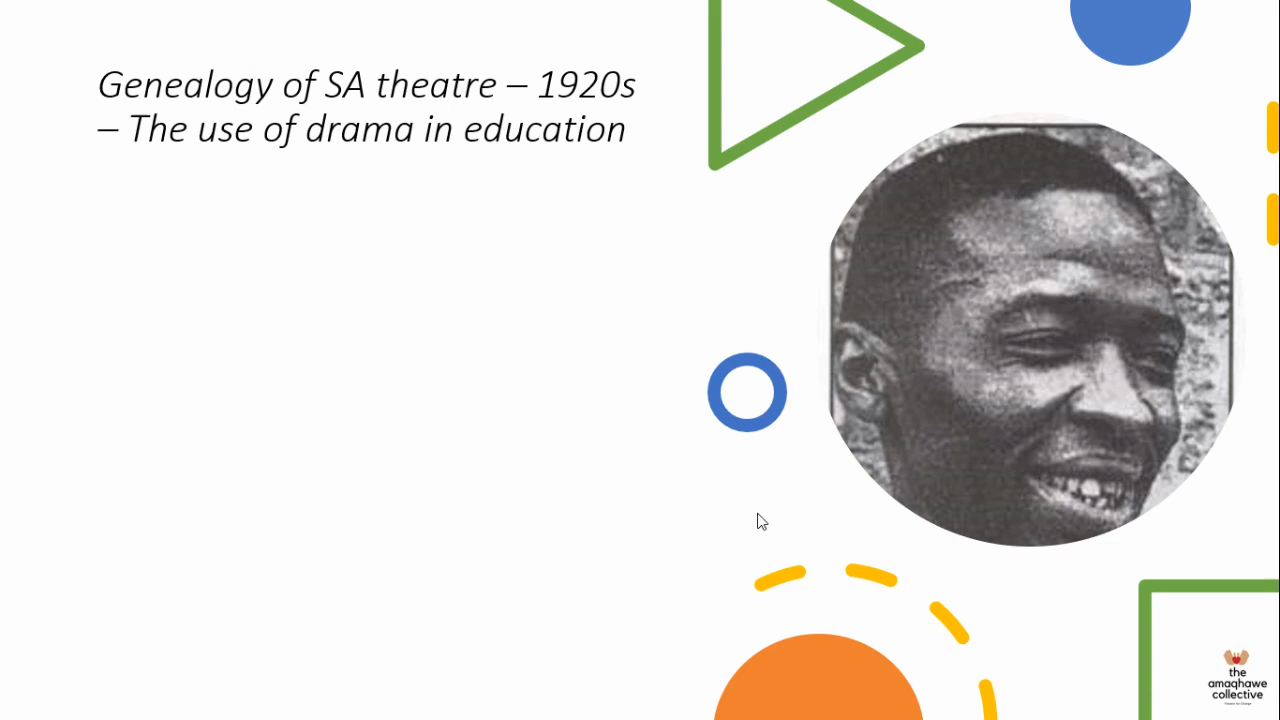 Genealogy of SA theatre – 1920s
– The use of drama in education
the
amaqhawe
collective